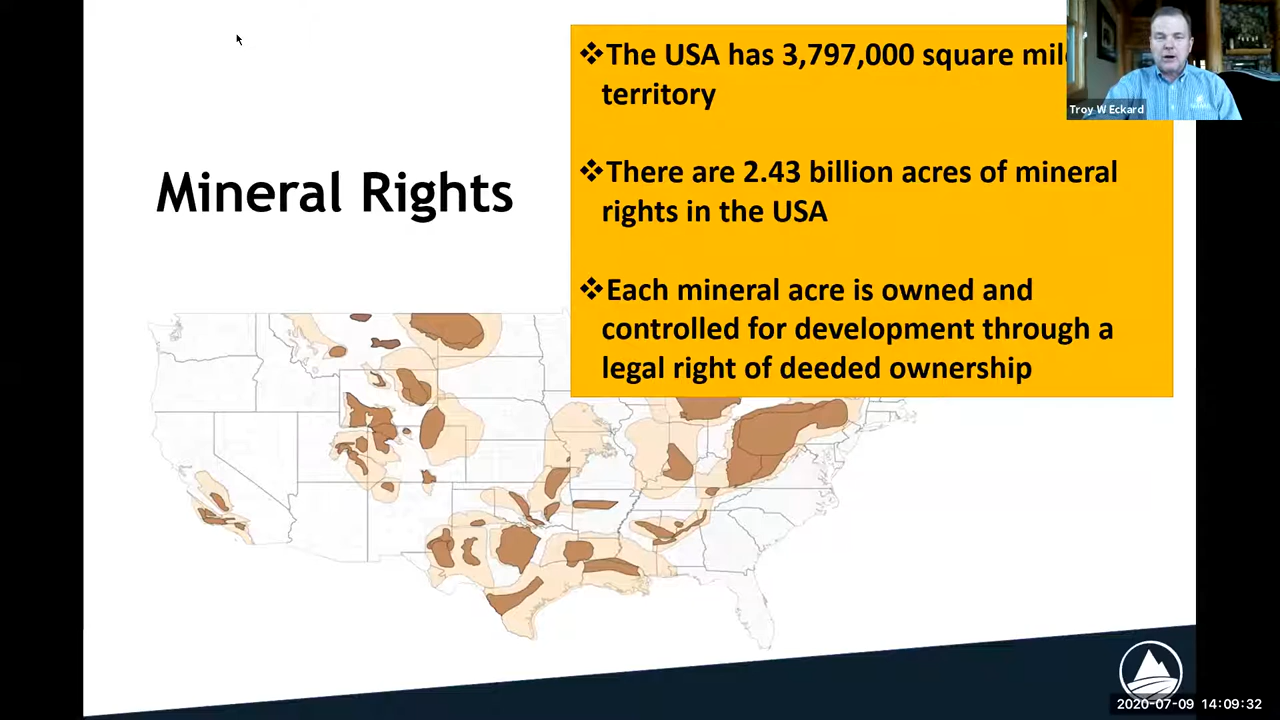 ❖The USA has 3,797,000 square
territory
Troy W Eckard
❖There are 2.43 billion acres of mineral
rights in the USA
Mineral Rights
❖Each mineral acre is owned and
controlled for development through a
legal right of deeded ownership
2020-07-09 14:09:32